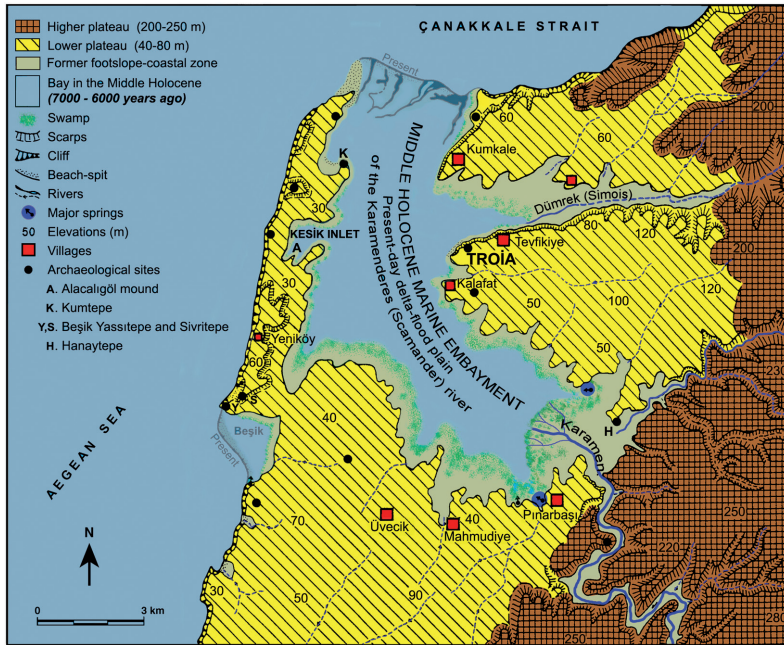 Higher plateau (200-250 m)
Lower plateau (40-80 m)
Former footslope-coastal zone
Bay in the Middle Holocene
(7000 - 6000 years ago)
Swamp
Scarps
Cliff
Beach-spit
Rivers
Major springs
50 Elevations (m)
Villages
Archaeological sites
A. Alacalıgöl mound
K. Kumtepe
Y,S. Beşik Yassıtepe and Sivritepe
H. Hanaytepe
ÇANAKKALE STRAIT
Present
60
Kumkale
60
K
MIDDLE HOLOCENE MARINE EMBAYMENT
Present-day delta-flood plain
of the Karamenderes (Scamander) river
Dümrek (Simois)
30
KESİK INLET
A
80
120
200
Tevfikiye
TROİA
30
Kalafat
50
100
120
Yeniköy
60
50
230
S
40
H
Karamen
Beşik
Present
AEGEAN SEA
70
Üvecik
40
Mahmudiye
Pınarbaşı
250
220
N
30
50
90
250
0
3 km